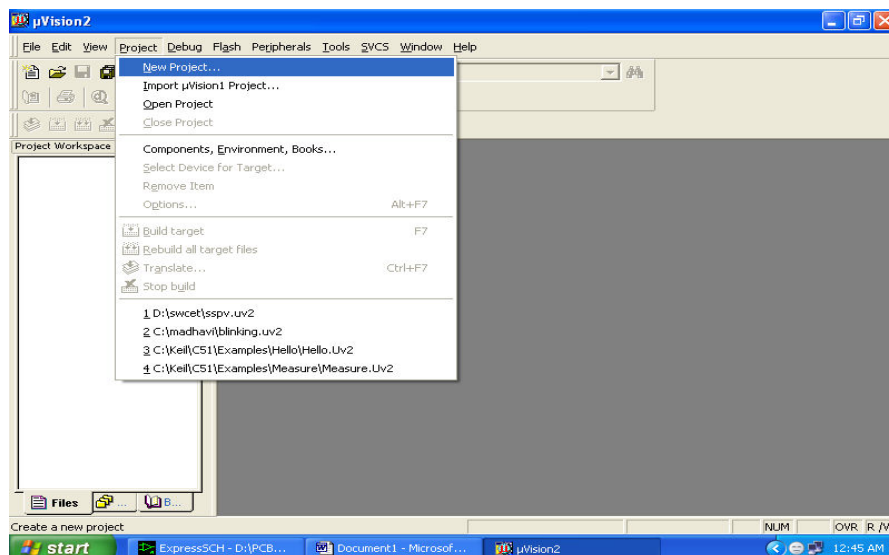 µVision2
File Edit View Project Debug Flash Peripherals Tools SVCS Window Help
New Project...
Import µVision1 Project...
Open Project
Close Project
Project Workspace
Components, Environment, Books...
Select Device for Target...
Remove Item
Options... Alt+F7
Build target F7
Rebuild all target files
Translate... Ctrl+F7
Stop build
1 D:\swcet\sspv.uv2
2 C:\madhavi\blinking.uv2
3 C:\Keil\C51\Examples\Hello\Hello.Uv2
4 C:\Keil\C51\Examples\Measure\Measure.Uv2
Files ... B...
Create a new project NUM OVR R/W
start ExpressSCH - D:\PCB... Document1 - Microsof... µVision2 12:45 AM